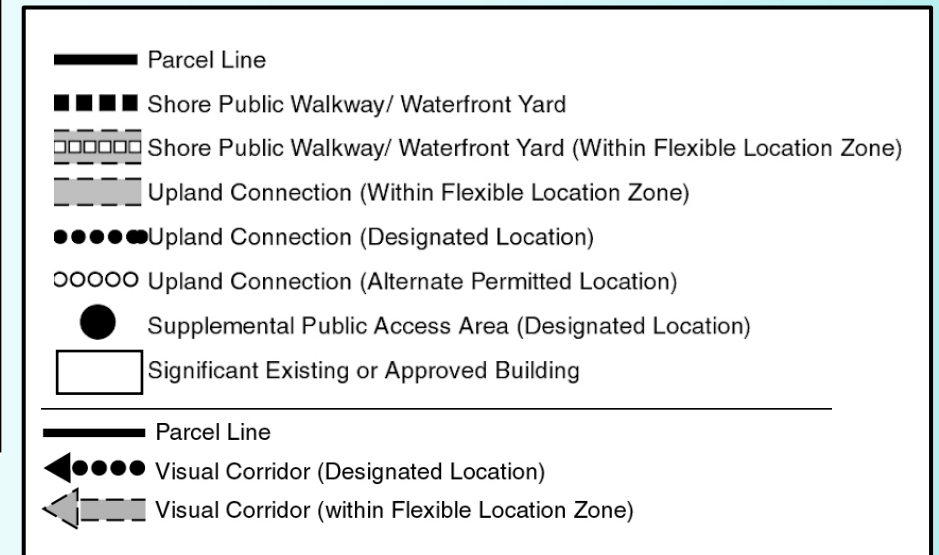 Parcel Line
Shore Public Walkway/ Waterfront Yard
Shore Public Walkway/ Waterfront Yard (Within Flexible Location Zone)
Upland Connection (Within Flexible Location Zone)
Upland Connection (Designated Location)
Upland Connection (Alternate Permitted Location)
Supplemental Public Access Area (Designated Location)
Significant Existing or Approved Building
Parcel Line
Visual Corridor (Designated Location)
Visual Corridor (within Flexible Location Zone)